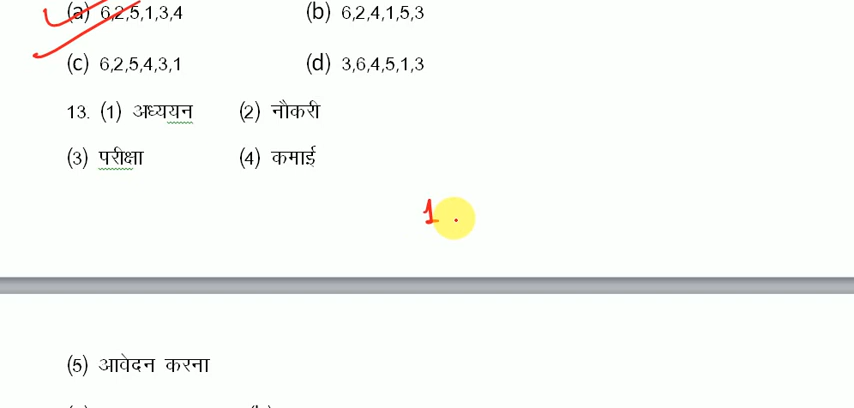 (a) 6,2,5,1,3,4 (b) 6,2,4,1,5,3
(c) 6,2,5,4,3,1 (d) 3,6,4,5,1,3
13. (1) अध्ययन (2) नौकरी
(3) परीक्षा (4) कमाई
1 .
(5) आवेदन करना